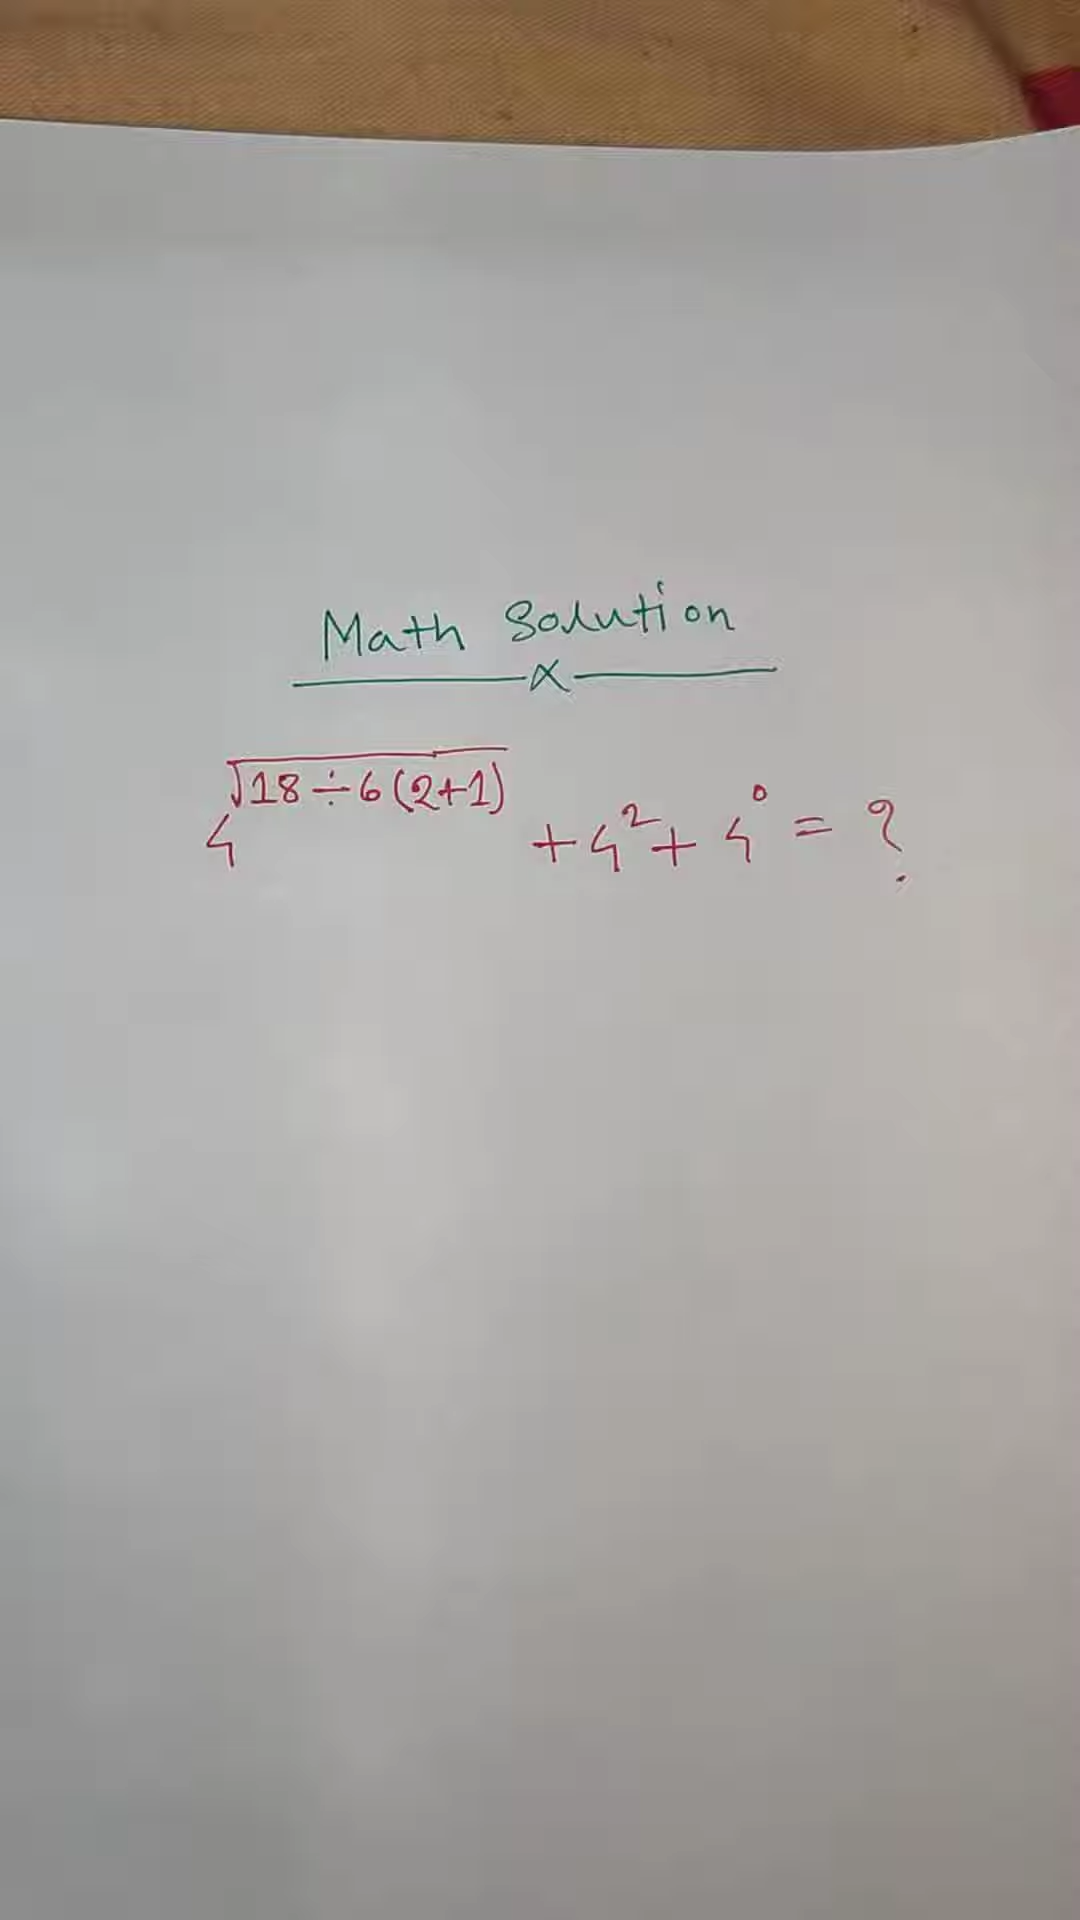 Math Solution
x
4^√(18÷6(2+1)) + 4² + 4⁰ = ?